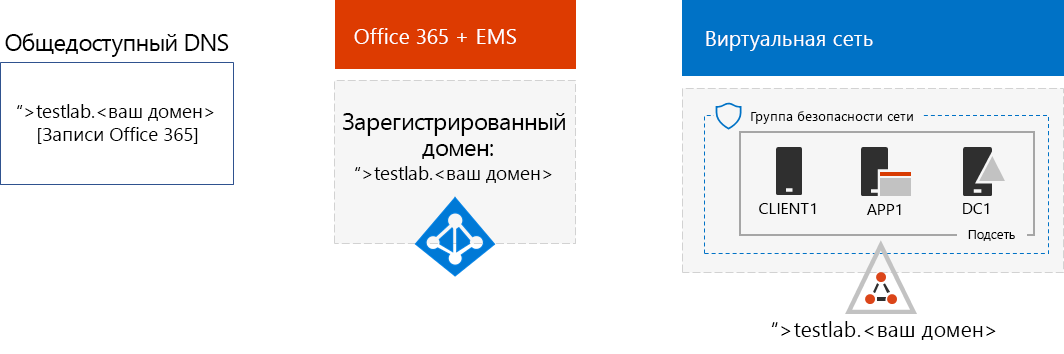 Общедоступный DNS
“>testlab.<ваш домен>
[Записи Office 365]
Office 365 + EMS
Зарегистрированный
домен:
“>testlab.<ваш домен>
Виртуальная сеть
Группа безопасности сети
CLIENT1
APP1
DC1
Подсеть
“>testlab.<ваш домен>